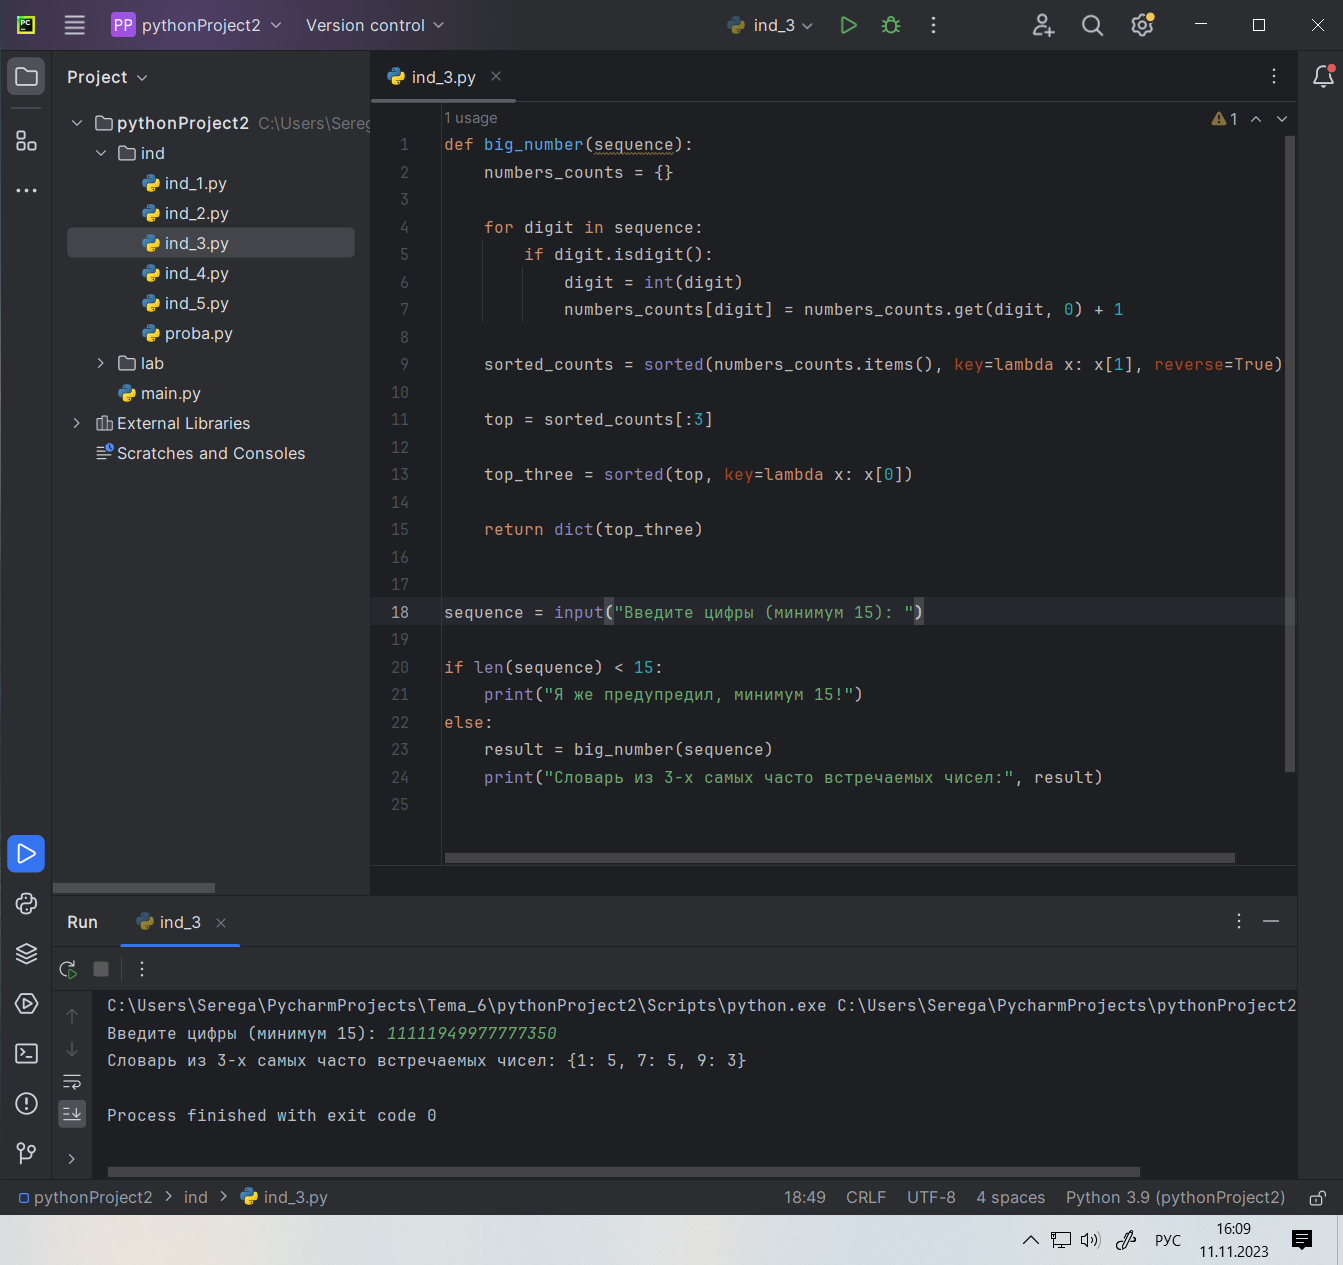 PC
PP pythonProject2 Version control ind_3
Project
ind_3.py
pythonProject2 C:\Users\Sereg
ind
ind_1.py
ind_2.py
ind_3.py
ind_4.py
ind_5.py
proba.py
lab
main.py
External Libraries
Scratches and Consoles
1 usage
1
1 def big_number(sequence):
2 numbers_counts = {}
3
4 for digit in sequence:
5 if digit.isdigit():
6 digit = int(digit)
7 numbers_counts[digit] = numbers_counts.get(digit, 0) + 1
8
9 sorted_counts = sorted(numbers_counts.items(), key=lambda x: x[1], reverse=True)
10
11 top = sorted_counts[:3]
12
13 top_three = sorted(top, key=lambda x: x[0])
14
15 return dict(top_three)
16
17
18 sequence = input("Введите цифры (минимум 15): ")
19
20 if len(sequence) < 15:
21 print("Я же предупредил, минимум 15!")
22 else:
23 result = big_number(sequence)
24 print("Словарь из 3-х самых часто встречаемых чисел:", result)
25
Run ind_3
C:\Users\Serega\PycharmProjects\Tema_6\pythonProject2\Scripts\python.exe C:\Users\Serega\PycharmProjects\pythonProject2
Введите цифры (минимум 15): 11111949977777350
Словарь из 3-х самых часто встречаемых чисел: {1: 5, 7: 5, 9: 3}
Process finished with exit code 0
pythonProject2 > ind > ind_3.py 18:49 CRLF UTF-8 4 spaces Python 3.9 (pythonProject2)
РУС
16:09
11.11.2023